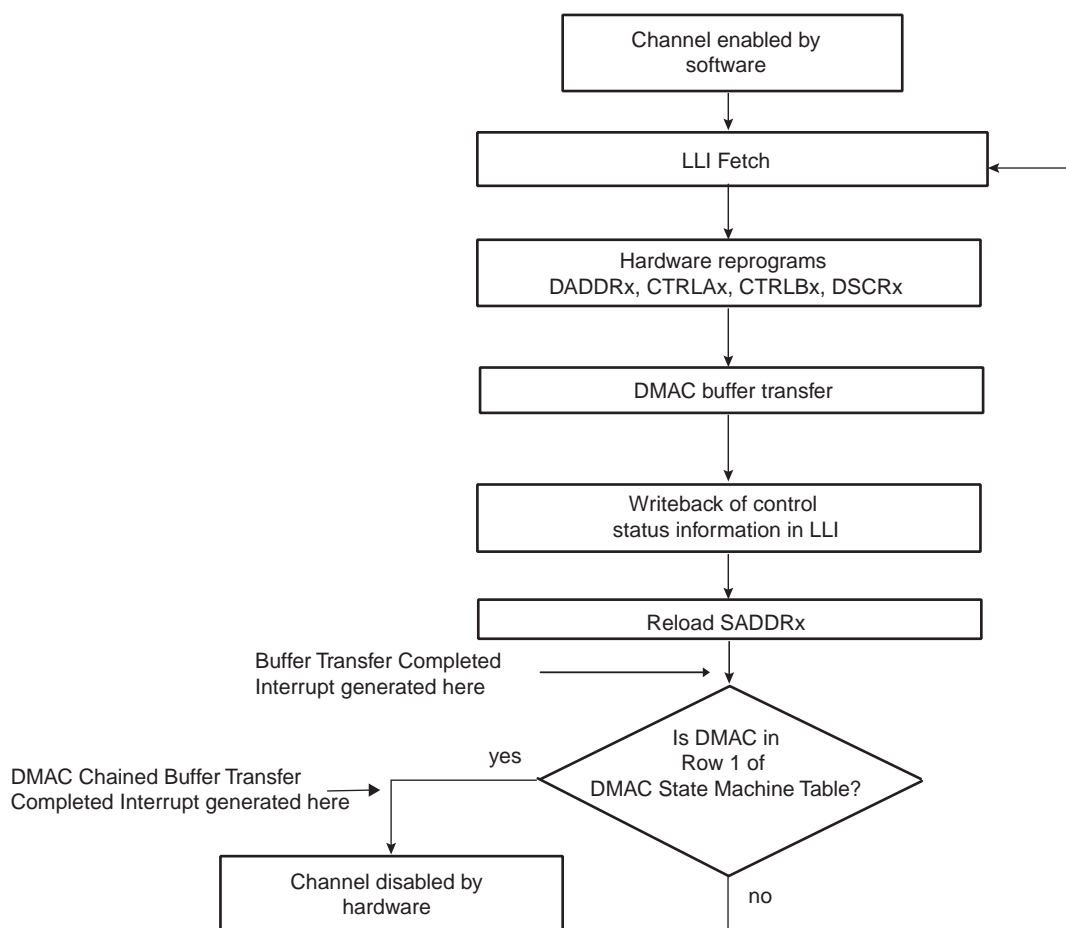 Channel enabled by
software
LLI Fetch
Hardware reprograms
DADDRx, CTRLAx, CTRLBx, DSCRx
DMAC buffer transfer
Writeback of control
status information in LLI
Reload SADDRx
Buffer Transfer Completed
Interrupt generated here
Is DMAC in
Row 1 of
DMAC State Machine Table?
yes
DMAC Chained Buffer Transfer
Completed Interrupt generated here
Channel disabled by
hardware
no